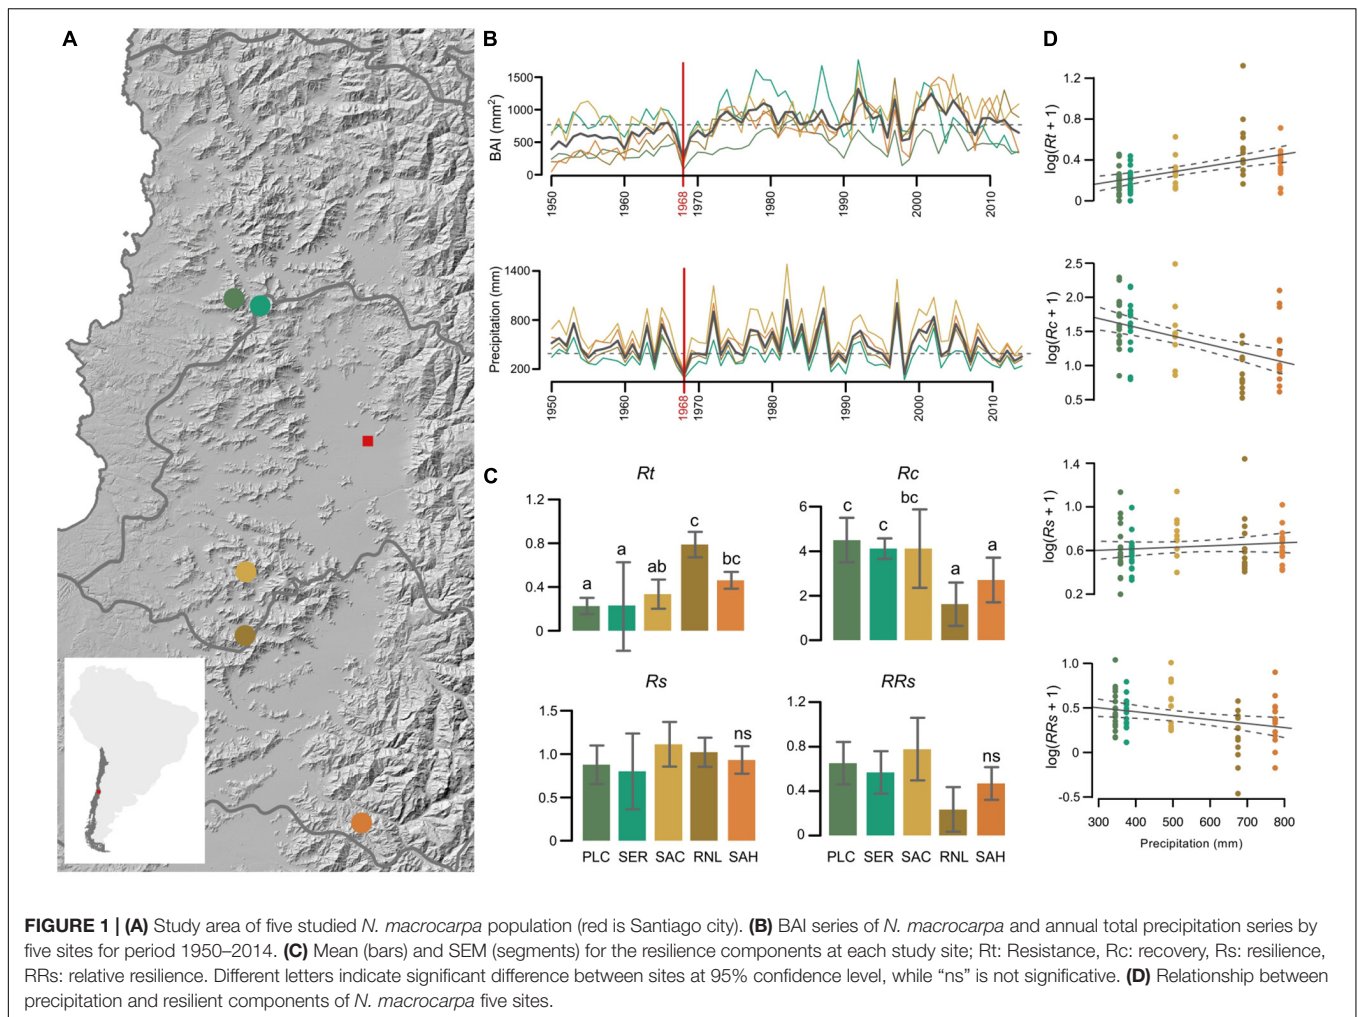 A
B
D
BAI (mm²)
1500
1000
500
0
1950
1960
1968
1970
1980
1990
2000
2010
Precipitation (mm)
1400
800
200
1950
1960
1968
1970
1980
1990
2000
2010
C
Rt
1.2
0.8
0.4
0
a
a
ab
c
bc
Rc
6
4
2
0
c
c
bc
a
a
Rs
1.5
1.0
0.5
0
ns
PLC SER SAC RNL SAH
RRs
1.2
0.8
0.4
0
ns
PLC SER SAC RNL SAH
log(Rt + 1)
1.2
0.8
0.4
0
log(Rc + 1)
2.5
2.0
1.5
1.0
0.5
log(Rs + 1)
1.4
1.0
0.6
0.2
log(RRs + 1)
1.0
0.5
0
-0.5
300 400 500 600 700 800
Precipitation (mm)
FIGURE 1 | (A) Study area of five studied N. macrocarpa population (red is Santiago city). (B) BAI series of N. macrocarpa and annual total precipitation series by
five sites for period 1950–2014. (C) Mean (bars) and SEM (segments) for the resilience components at each study site; Rt: Resistance, Rc: recovery, Rs: resilience,
RRs: relative resilience. Different letters indicate significant difference between sites at 95% confidence level, while “ns” is not significative. (D) Relationship between
precipitation and resilient components of N. macrocarpa five sites.